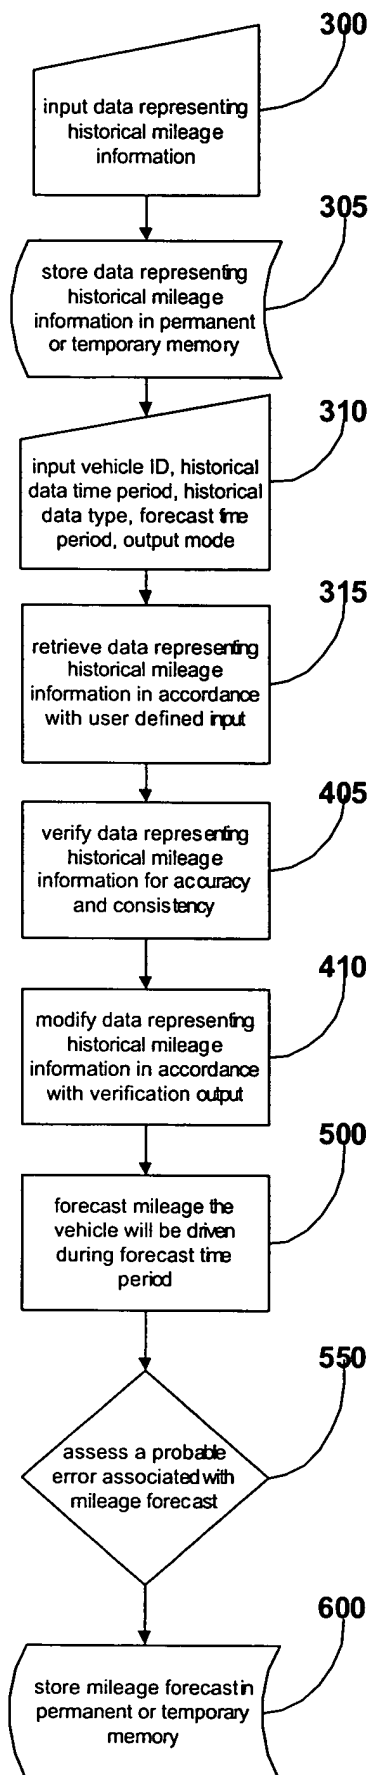 300
input data representing
historical mileage
information
305
store data representing
historical mileage
information in permanent
or temporary memory
310
input vehicle ID, historical
data time period, historical
data type, forecast time
period, output mode
315
retrieve data representing
historical mileage
information in accordance
with user defined input
405
verify data representing
historical mileage
information for accuracy
and consistency
410
modify data representing
historical mileage
information in accordance
with verification output
500
forecast mileage the
vehicle will be driven
during forecast time
period
550
assess a probable
error associated with
mileage forecast
600
store mileage forecast in
permanent or temporary
memory